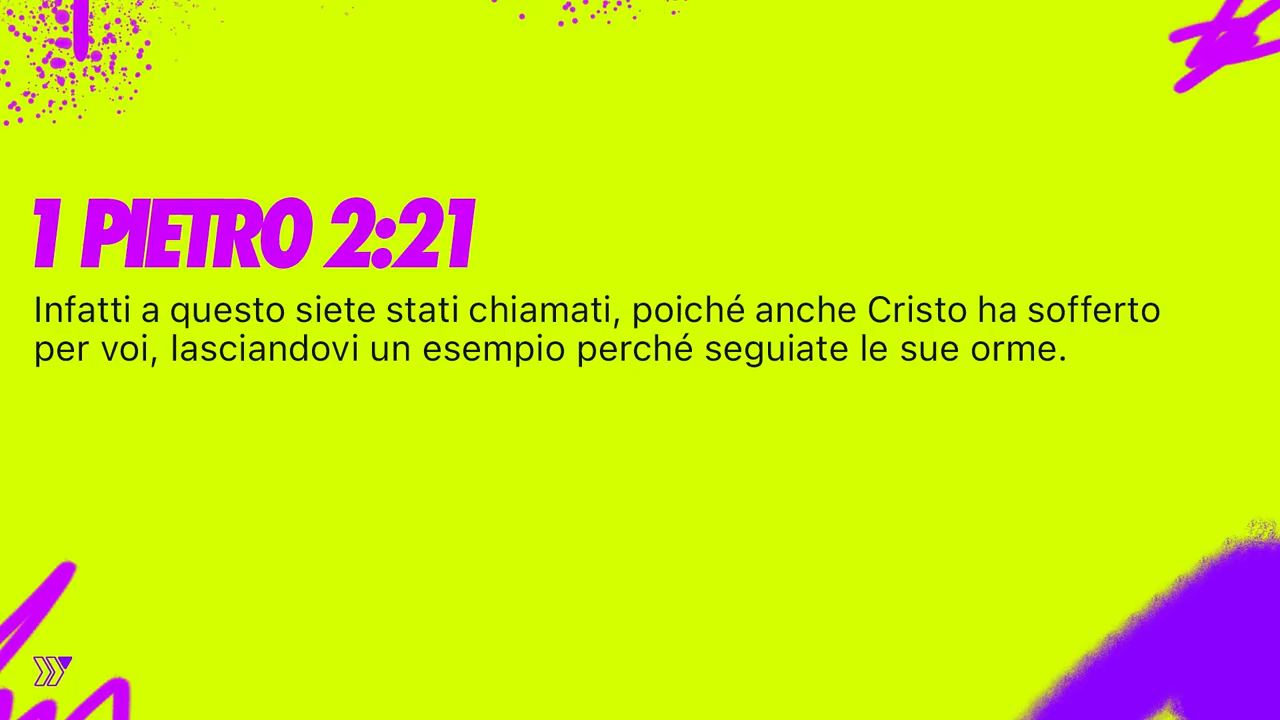 1 PIETRO 2:21
Infatti a questo siete stati chiamati, poiché anche Cristo ha sofferto
per voi, lasciandovi un esempio perché seguiate le sue orme.